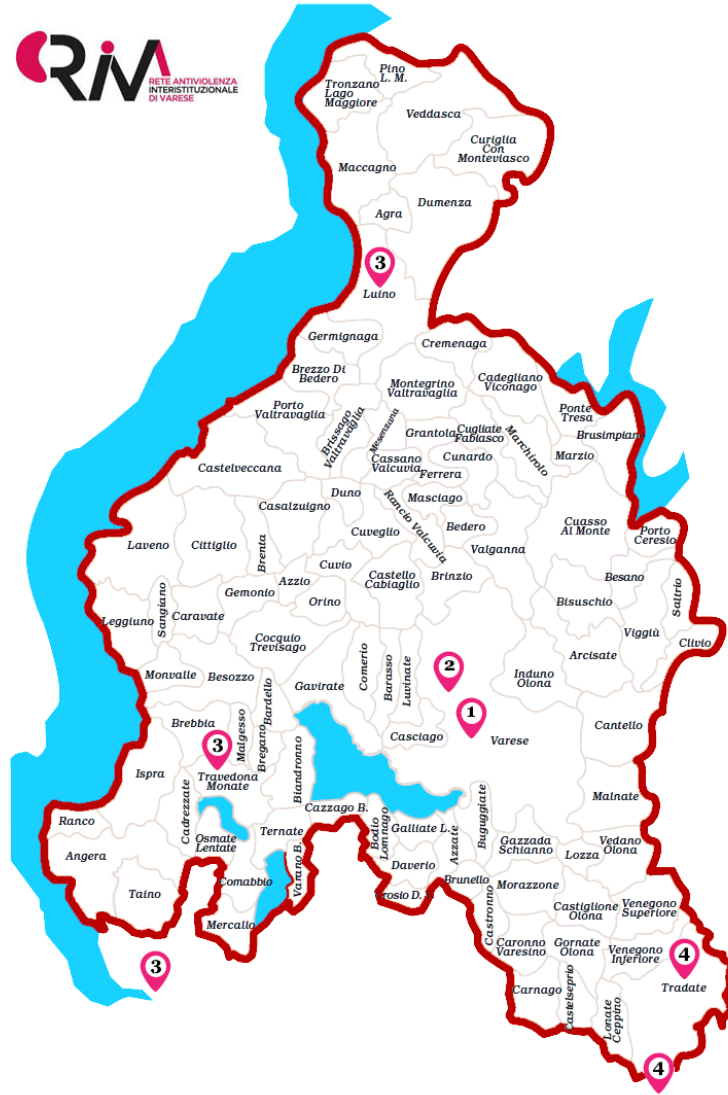 RIVA
RETE ANTIVIOLENZA
INTERISTITUZIONALE
DI VARESE
Pino
L. M.
Tronzano
Lago
Maggiore
Veddasca
Curiglia
Con
Monteviasco
Maccagno
Dumenza
Agra
3
Luino
Germignaga
Cremenaga
Brezzo Di
Bedero
Montegrino
Valtravaglia
Cadegliano
Viconago
Porto
Valtravaglia
Brissago
Valtravaglia
Mesenzana
Grantola
Cugliate
Fabiasco
Marchirolo
Ponte
Tresa
Brusimpiano
Cassano
Valcuvia
Cunardo
Marzio
Castelveccana
Ferrera
Duno
Masciago
Casalzuigno
Rancio Valcuvia
Cuveglio
Bedero
Cuasso
Al Monte
Porto
Ceresio
Laveno
Cittiglio
Brenta
Valganna
Cuvio
Azzio
Castello
Cabiaglio
Brinzio
Besano
Saltrio
Gemonio
Orino
Bisuschio
Leggiuno
Sangiano
Caravate
Viggiù
Clivio
Cocquio
Trevisago
Arcisate
Monvalle
Besozzo
Bardello
Gavirate
Comerio
Barasso
Luvinate
2
Induno
Olona
Brebbia
Malgesso
Bregano
1
Casciago
Varese
Cantello
3
Ispra
Travedona
Monate
Biandronno
Cadrezzate
Malnate
Cazzago B.
Ranco
Osmate
Lentate
Ternate
Bodio
Lomnago
Galliate L.
Azzate
Buguggiate
Gazzada
Schianno
Lozza
Vedano
Olona
Angera
Varano B.
Daverio
Taino
Comabbio
Brunello
Morazzone
Crosio D. V.
Castronno
Castiglione
Olona
Venegono
Superiore
Mercallo
Caronno
Varesino
Gornate
Olona
Venegono
Inferiore
4
3
Tradate
Carnago
Castelseprio
Lonate
Ceppino
4